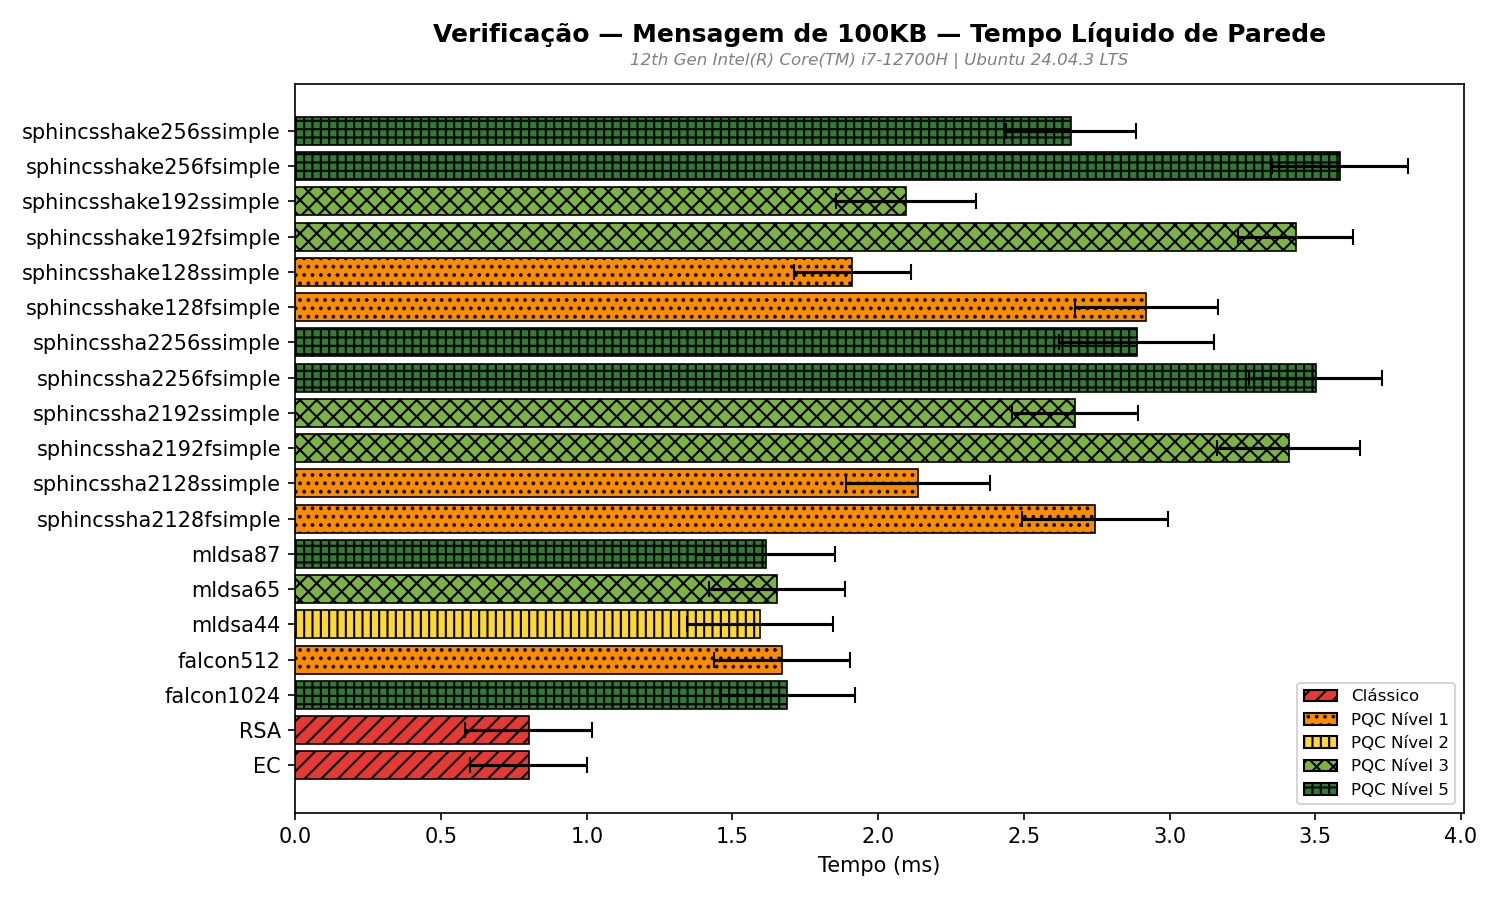 Verificação — Mensagem de 100KB — Tempo Líquido de Parede
12th Gen Intel(R) Core(TM) i7-12700H | Ubuntu 24.04.3 LTS
sphincsshake256ssimple
sphincsshake256fsimple
sphincsshake192ssimple
sphincsshake192fsimple
sphincsshake128ssimple
sphincsshake128fsimple
sphincssha2256ssimple
sphincssha2256fsimple
sphincssha2192ssimple
sphincssha2192fsimple
sphincssha2128ssimple
sphincssha2128fsimple
mldsa87
mldsa65
mldsa44
falcon512
falcon1024
RSA
EC
Clássico
PQC Nível 1
PQC Nível 2
PQC Nível 3
PQC Nível 5
0.0 0.5 1.0 1.5 2.0 2.5 3.0 3.5 4.0
Tempo (ms)